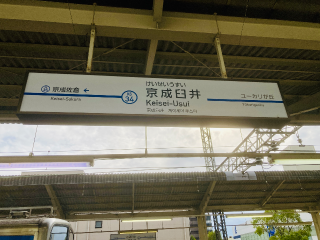 けいせいうすい
京成佐倉
KS
34
京成臼井
ユーカリが丘
Keisei-Sakura
Keisei-Usui